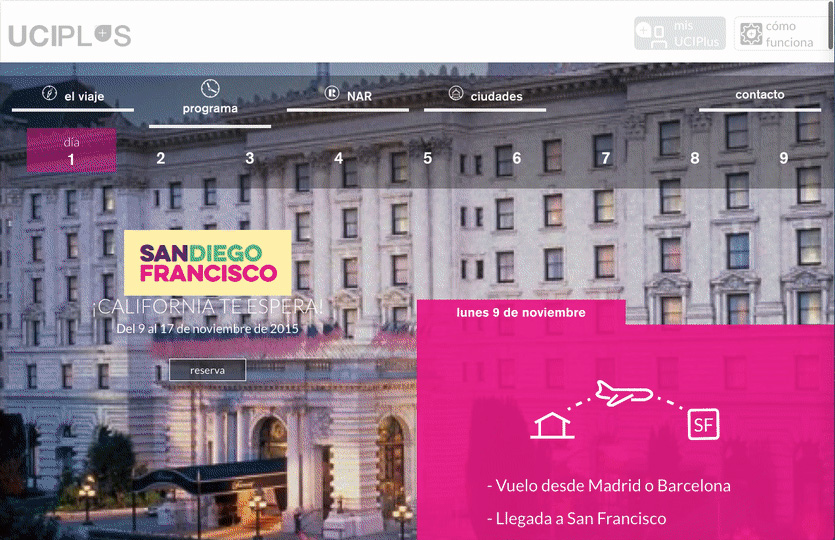 UCIPLUS
mis
UCIPlus
cómo
funciona
el viaje
programa
NAR
ciudades
contacto
día
1 2 3 4 5 6 7 8 9
SANDIEGO
FRANCISCO
¡CALIFORNIA TE ESPERA!
Del 9 al 17 de noviembre de 2015
reserva
lunes 9 de noviembre
SF
- Vuelo desde Madrid o Barcelona
- Llegada a San Francisco